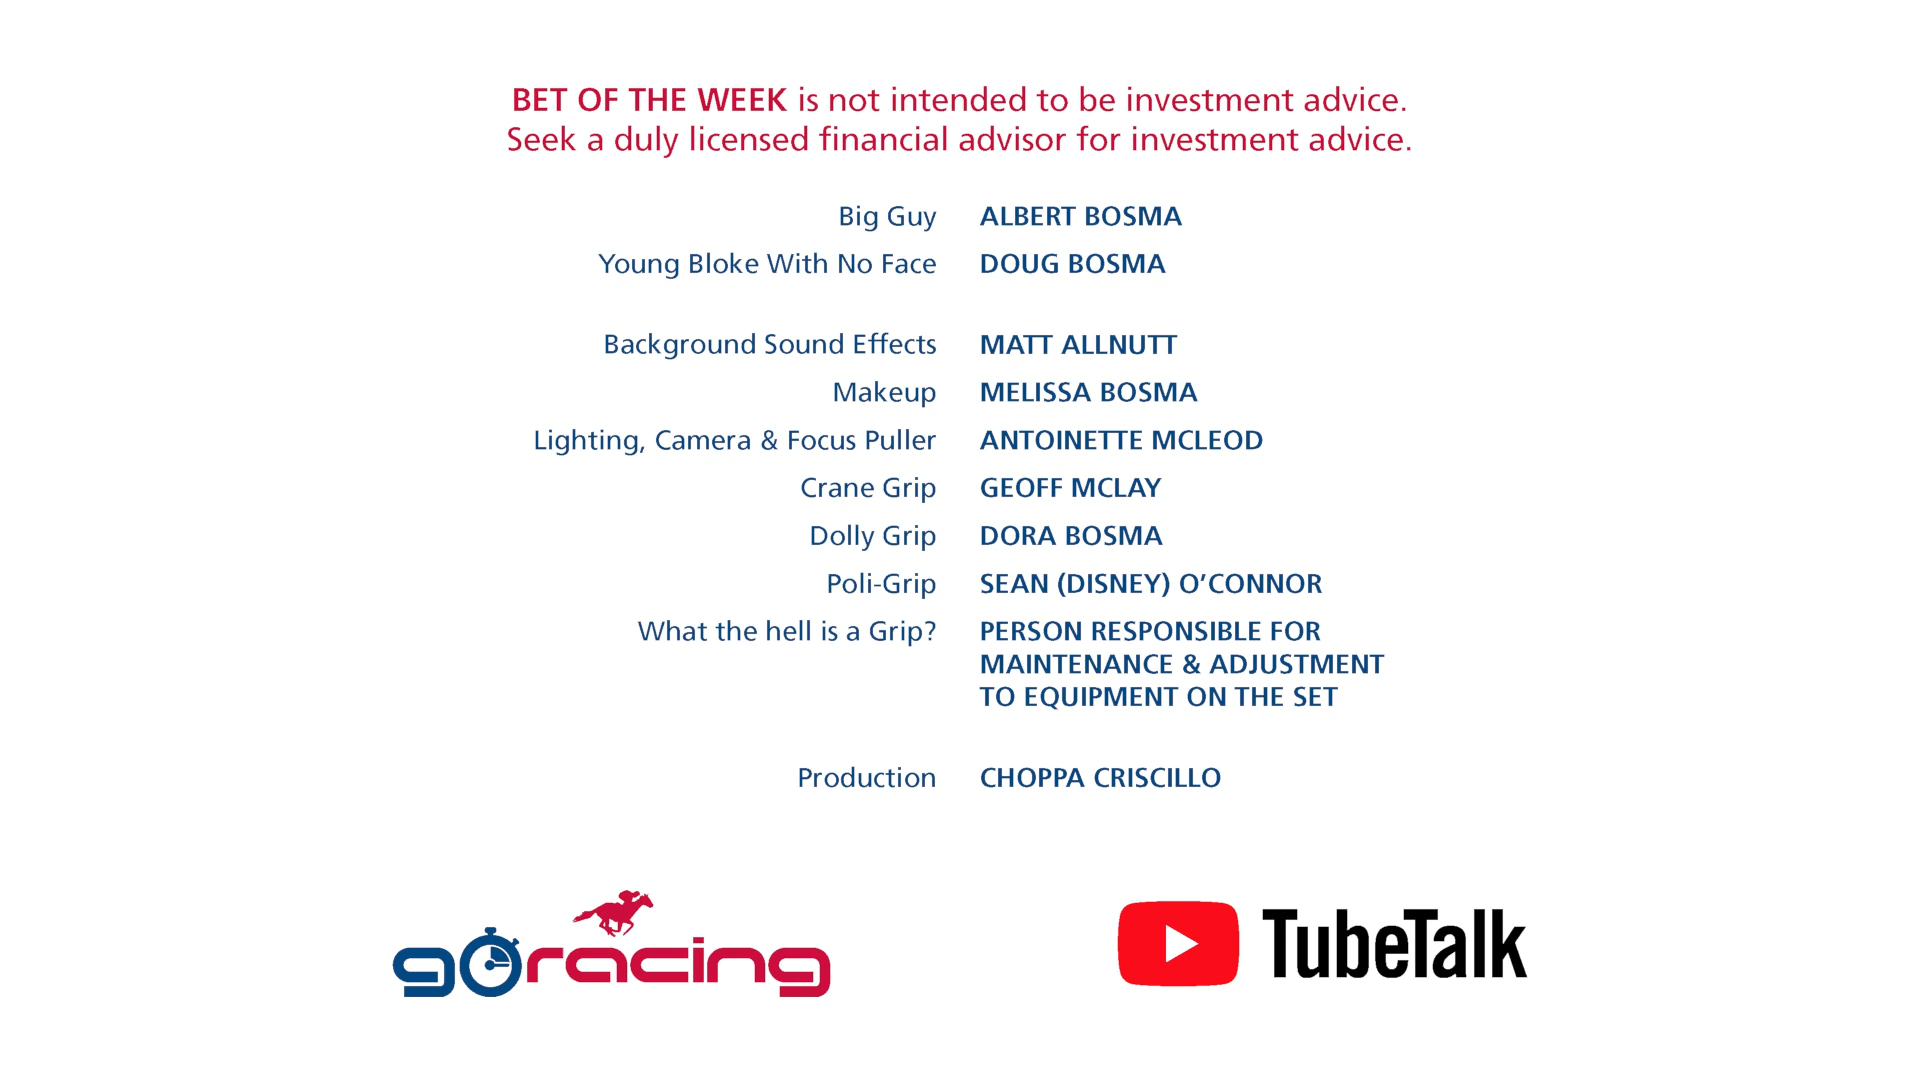 BET OF THE WEEK is not intended to be investment advice.
Seek a duly licensed financial advisor for investment advice.
Big Guy ALBERT BOSMA
Young Bloke With No Face DOUG BOSMA
Background Sound Effects MATT ALLNUTT
Makeup MELISSA BOSMA
Lighting, Camera & Focus Puller ANTOINETTE MCLEOD
Crane Grip GEOFF MCLAY
Dolly Grip DORA BOSMA
Poli-Grip SEAN (DISNEY) O’CONNOR
What the hell is a Grip? PERSON RESPONSIBLE FOR
MAINTENANCE & ADJUSTMENT
TO EQUIPMENT ON THE SET
Production CHOPPA CRISCILLO
goracing
TubeTalk